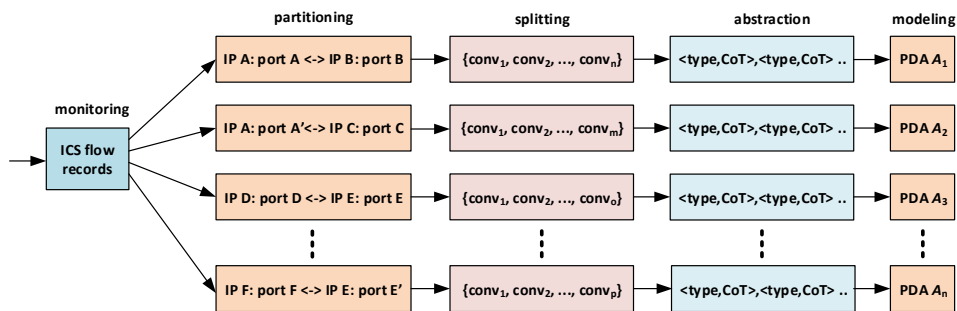 partitioning splitting abstraction modeling
IP A: port A <-> IP B: port B {conv₁, conv₂, ..., convₙ} <type,CoT>,<type,CoT> .. PDA A₁
monitoring
IP A: port A'<-> IP C: port C {conv₁, conv₂, ..., convₘ} <type,CoT>,<type,CoT> .. PDA A₂
ICS flow
records
IP D: port D <-> IP E: port E {conv₁, conv₂, ..., convₒ} <type,CoT>,<type,CoT> .. PDA A₃
IP F: port F <-> IP E: port E' {conv₁, conv₂, ..., convₚ} <type,CoT>,<type,CoT> .. PDA Aₙ